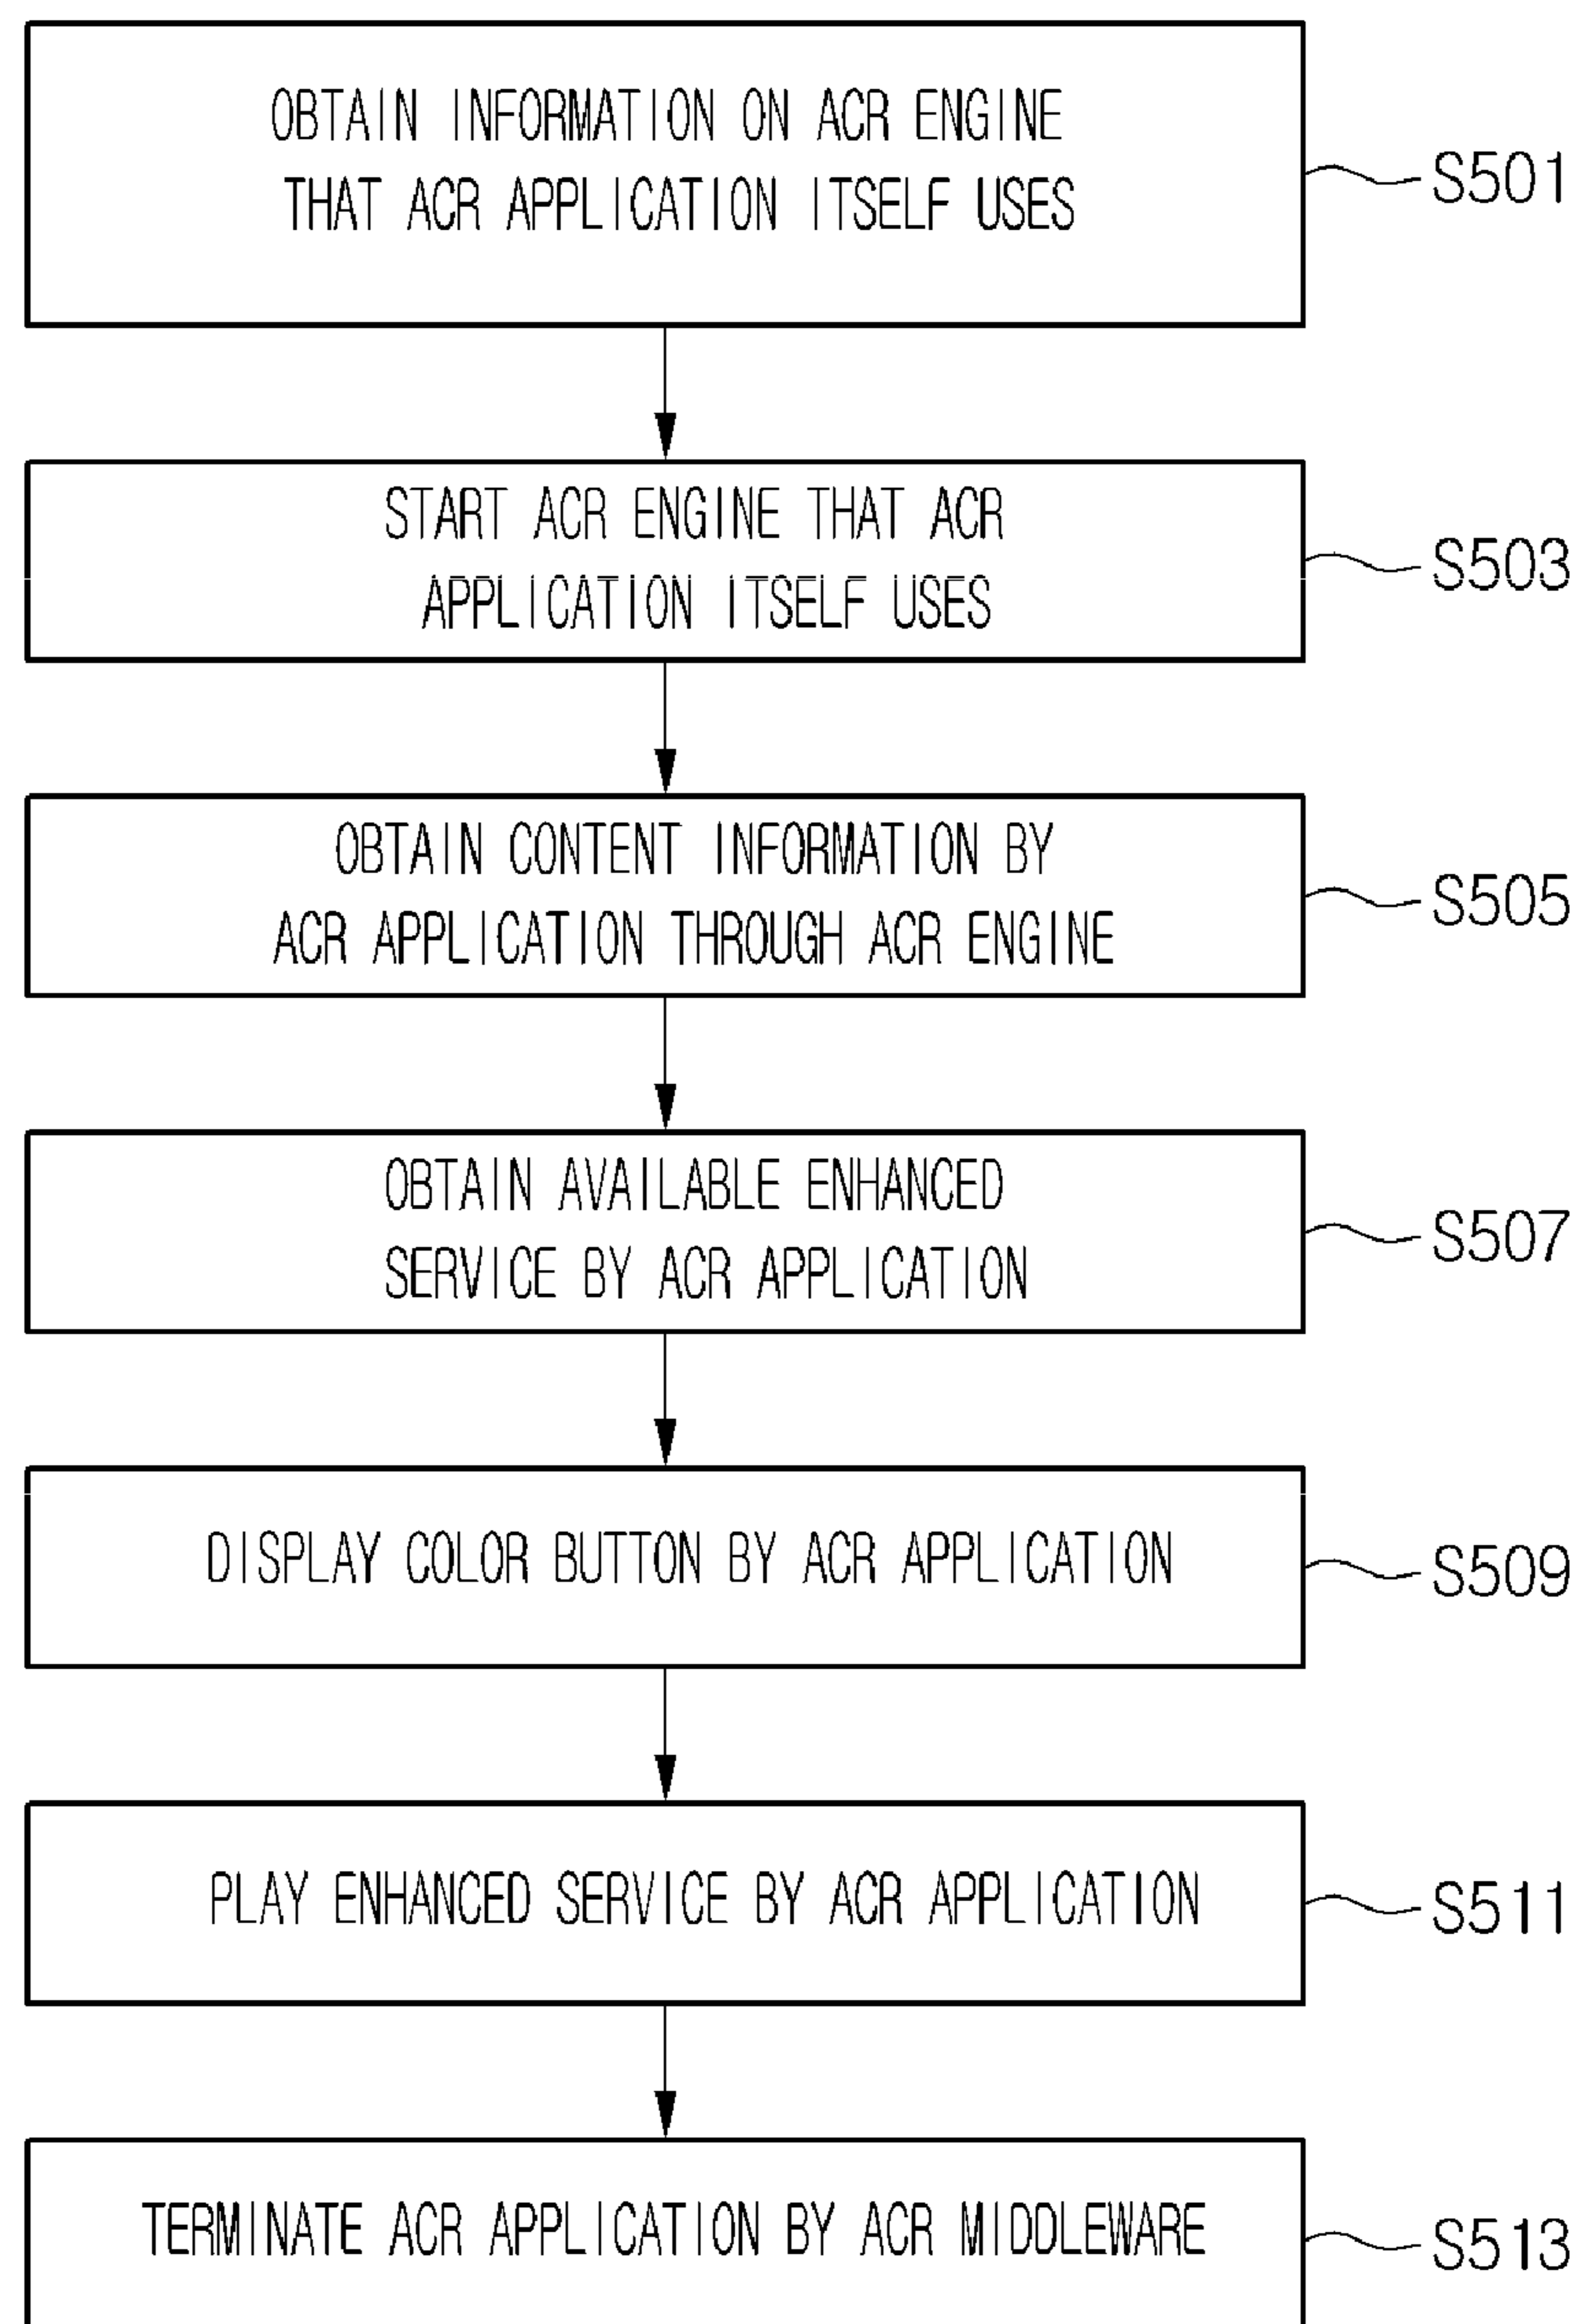 OBTAIN INFORMATION ON ACR ENGINE
THAT ACR APPLICATION ITSELF USES
S501
START ACR ENGINE THAT ACR
APPLICATION ITSELF USES
S503
OBTAIN CONTENT INFORMATION BY
ACR APPLICATION THROUGH ACR ENGINE
S505
OBTAIN AVAILABLE ENHANCED
SERVICE BY ACR APPLICATION
S507
DISPLAY COLOR BUTTON BY ACR APPLICATION
S509
PLAY ENHANCED SERVICE BY ACR APPLICATION
S511
TERMINATE ACR APPLICATION BY ACR MIDDLEWARE
S513